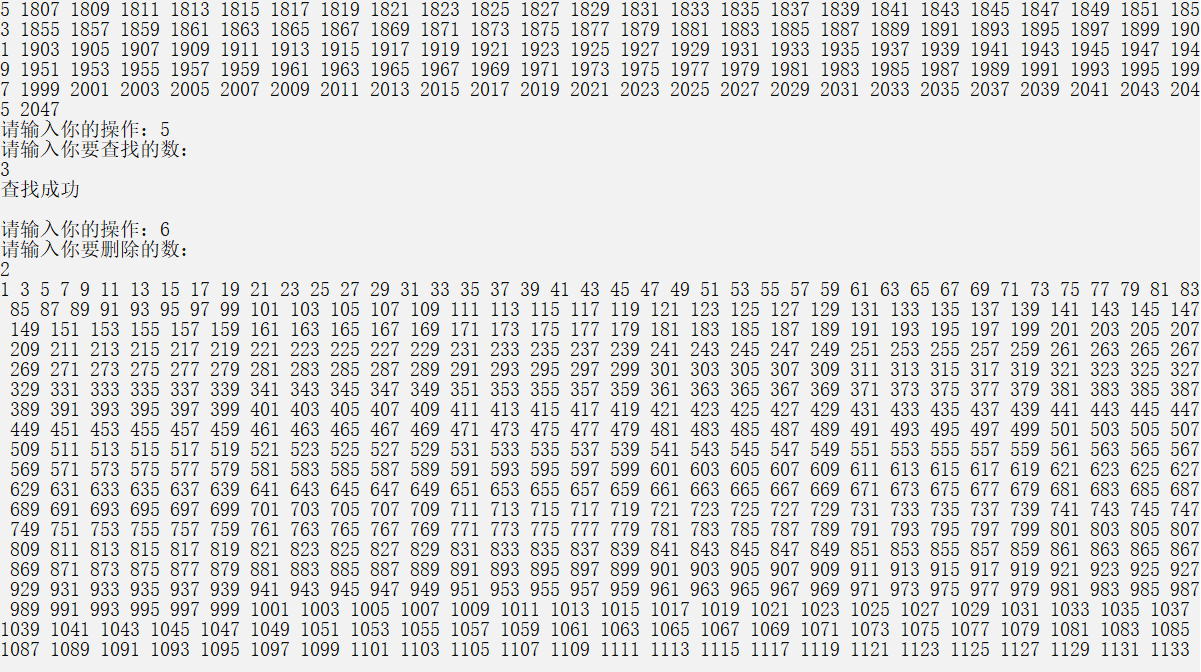 5 1807 1809 1811 1813 1815 1817 1819 1821 1823 1825 1827 1829 1831 1833 1835 1837 1839 1841 1843 1845 1847 1849 1851 185
3 1855 1857 1859 1861 1863 1865 1867 1869 1871 1873 1875 1877 1879 1881 1883 1885 1887 1889 1891 1893 1895 1897 1899 190
1 1903 1905 1907 1909 1911 1913 1915 1917 1919 1921 1923 1925 1927 1929 1931 1933 1935 1937 1939 1941 1943 1945 1947 194
9 1951 1953 1955 1957 1959 1961 1963 1965 1967 1969 1971 1973 1975 1977 1979 1981 1983 1985 1987 1989 1991 1993 1995 199
7 1999 2001 2003 2005 2007 2009 2011 2013 2015 2017 2019 2021 2023 2025 2027 2029 2031 2033 2035 2037 2039 2041 2043 204
5 2047
请输入你的操作：5
请输入你要查找的数：
3
查找成功
请输入你的操作：6
请输入你要删除的数：
2
1 3 5 7 9 11 13 15 17 19 21 23 25 27 29 31 33 35 37 39 41 43 45 47 49 51 53 55 57 59 61 63 65 67 69 71 73 75 77 79 81 83
85 87 89 91 93 95 97 99 101 103 105 107 109 111 113 115 117 119 121 123 125 127 129 131 133 135 137 139 141 143 145 147
149 151 153 155 157 159 161 163 165 167 169 171 173 175 177 179 181 183 185 187 189 191 193 195 197 199 201 203 205 207
209 211 213 215 217 219 221 223 225 227 229 231 233 235 237 239 241 243 245 247 249 251 253 255 257 259 261 263 265 267
269 271 273 275 277 279 281 283 285 287 289 291 293 295 297 299 301 303 305 307 309 311 313 315 317 319 321 323 325 327
329 331 333 335 337 339 341 343 345 347 349 351 353 355 357 359 361 363 365 367 369 371 373 375 377 379 381 383 385 387
389 391 393 395 397 399 401 403 405 407 409 411 413 415 417 419 421 423 425 427 429 431 433 435 437 439 441 443 445 447
449 451 453 455 457 459 461 463 465 467 469 471 473 475 477 479 481 483 485 487 489 491 493 495 497 499 501 503 505 507
509 511 513 515 517 519 521 523 525 527 529 531 533 535 537 539 541 543 545 547 549 551 553 555 557 559 561 563 565 567
569 571 573 575 577 579 581 583 585 587 589 591 593 595 597 599 601 603 605 607 609 611 613 615 617 619 621 623 625 627
629 631 633 635 637 639 641 643 645 647 649 651 653 655 657 659 661 663 665 667 669 671 673 675 677 679 681 683 685 687
689 691 693 695 697 699 701 703 705 707 709 711 713 715 717 719 721 723 725 727 729 731 733 735 737 739 741 743 745 747
749 751 753 755 757 759 761 763 765 767 769 771 773 775 777 779 781 783 785 787 789 791 793 795 797 799 801 803 805 807
809 811 813 815 817 819 821 823 825 827 829 831 833 835 837 839 841 843 845 847 849 851 853 855 857 859 861 863 865 867
869 871 873 875 877 879 881 883 885 887 889 891 893 895 897 899 901 903 905 907 909 911 913 915 917 919 921 923 925 927
929 931 933 935 937 939 941 943 945 947 949 951 953 955 957 959 961 963 965 967 969 971 973 975 977 979 981 983 985 987
989 991 993 995 997 999 1001 1003 1005 1007 1009 1011 1013 1015 1017 1019 1021 1023 1025 1027 1029 1031 1033 1035 1037
1039 1041 1043 1045 1047 1049 1051 1053 1055 1057 1059 1061 1063 1065 1067 1069 1071 1073 1075 1077 1079 1081 1083 1085
1087 1089 1091 1093 1095 1097 1099 1101 1103 1105 1107 1109 1111 1113 1115 1117 1119 1121 1123 1125 1127 1129 1131 1133